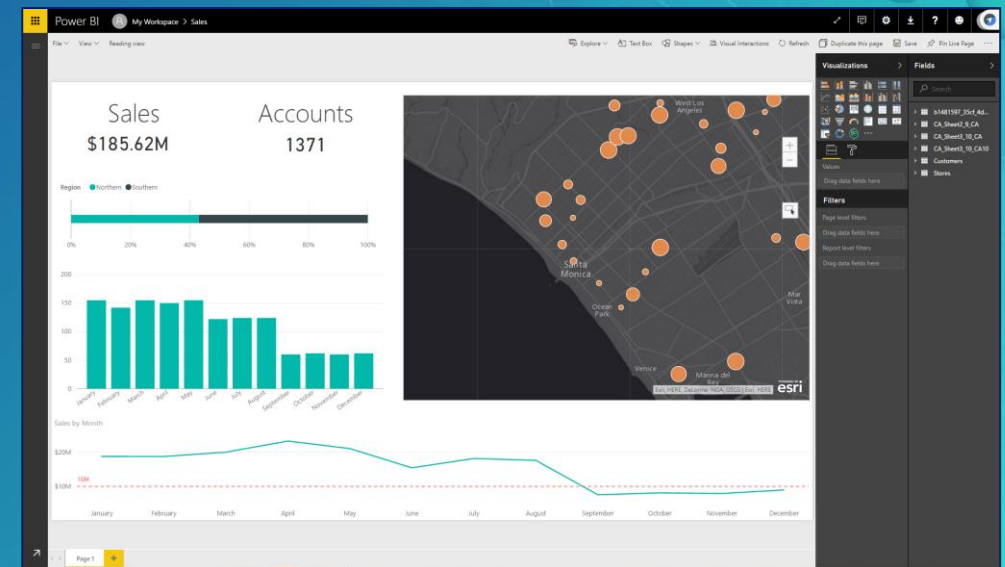 Power BI My Workspace > Sales
File View Reading view Explore Text Box Shapes Visual Interactions Refresh Duplicate this page Save Pin Live Page
Sales
$185.62M
Accounts
1371
Region Northern Southern
0% 20% 40% 60% 80% 100%
200
150
100
50
0
January February March April May June July August September October November December
West Los
Angeles
Santa
Monica
Ocean
Park
Mar
Vista
Venice
Marina del
Rey
POWERED BY
esri
Sales by Month
$20M
10M
$10M
January February March April May June July August September October November December
Page 1
Visualizations
Values
Drag data fields here
Filters
Page level filters
Drag data fields here
Report level filters
Drag data fields here
Fields
Search
CA_Sheet2_9_CA
CA_Sheet3_10_CA
CA_Sheet3_10_CA10
Customers
Stores